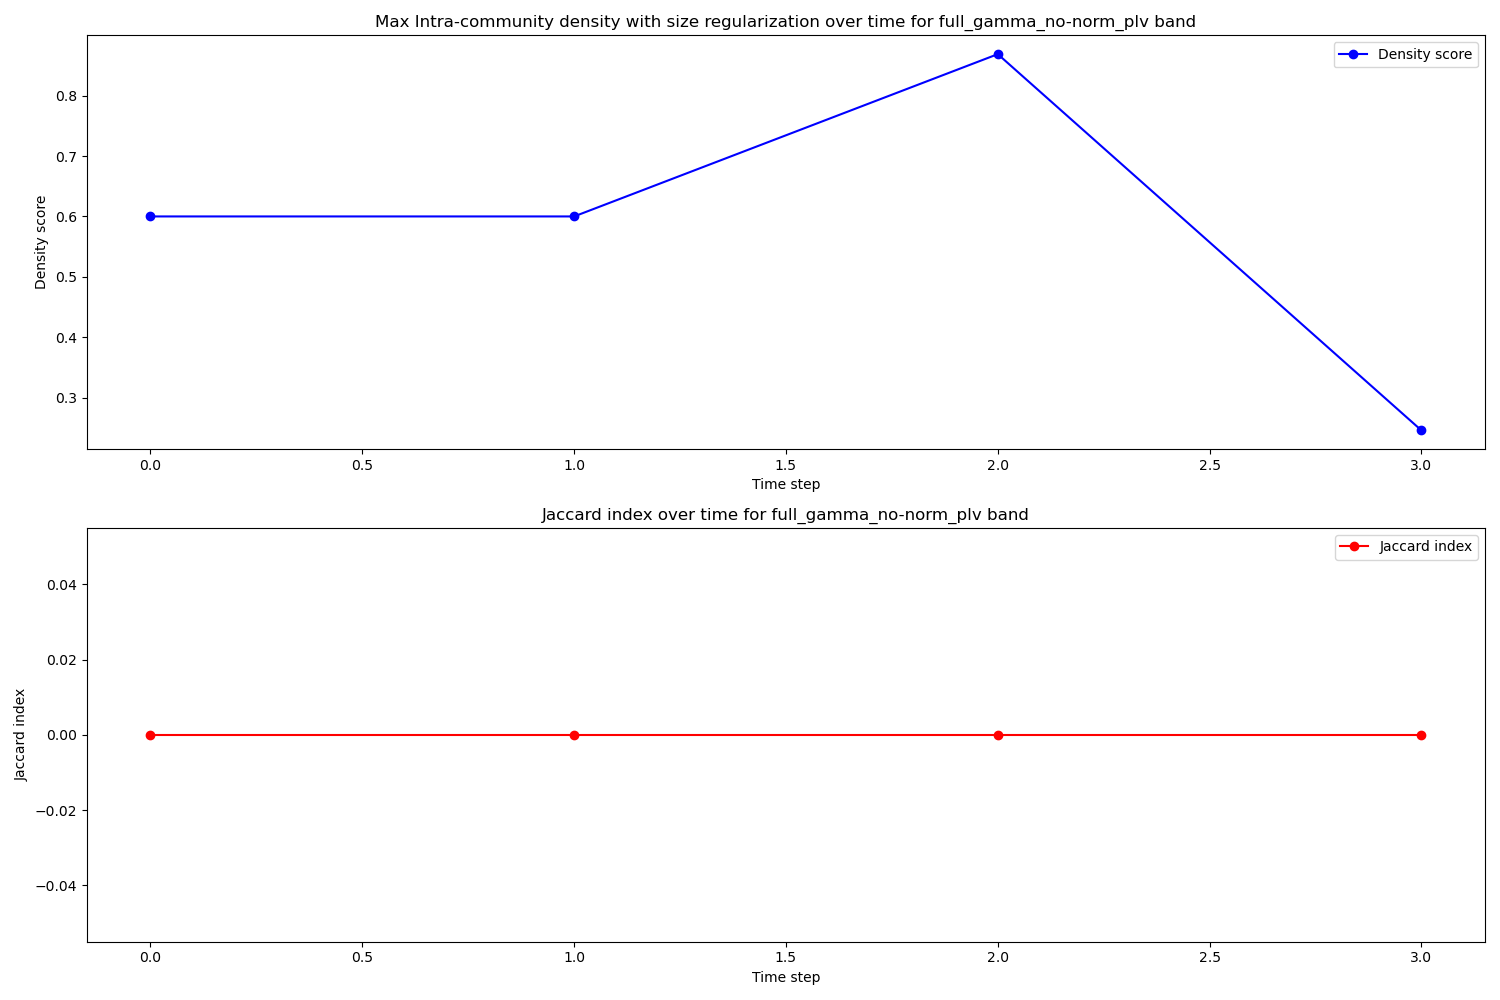 Max Intra-community density with size regularization over time for full_gamma_no-norm_plv band
Density score
0.8
0.7
0.6
0.5
0.4
0.3
Density score
0.0 0.5 1.0 1.5 2.0 2.5 3.0
Time step
Jaccard index over time for full_gamma_no-norm_plv band
Jaccard index
0.04
0.02
0.00
−0.02
−0.04
Jaccard index
0.0 0.5 1.0 1.5 2.0 2.5 3.0
Time step